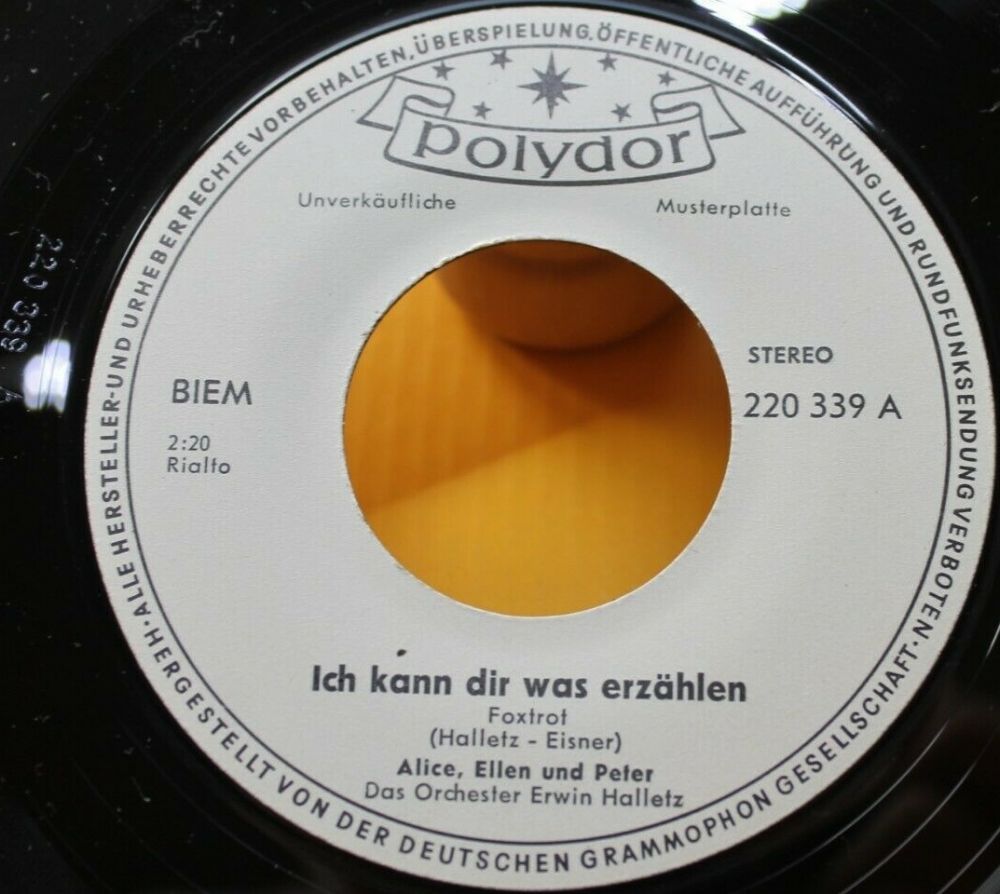 ALLE HERSTELLER-UND URHEBERRECHTE VORBEHALTEN, ÜBERSPIELUNG, ÖFFENTLICHE AUFFÜHRUNG UND RUNDFUNKSENDUNG VERBOTEN·
polydor
Unverkäufliche Musterplatte
STEREO
BIEM 220 339 A
2:20
Rialto
Ich kann dir was erzählen
Foxtrot
(Halletz - Eisner)
Alice, Ellen und Peter
Das Orchester Erwin Halletz
HERGESTELLT VON DER DEUTSCHEN GRAMMOPHON GESELLSCHAFT·N·
H·
220 339 A